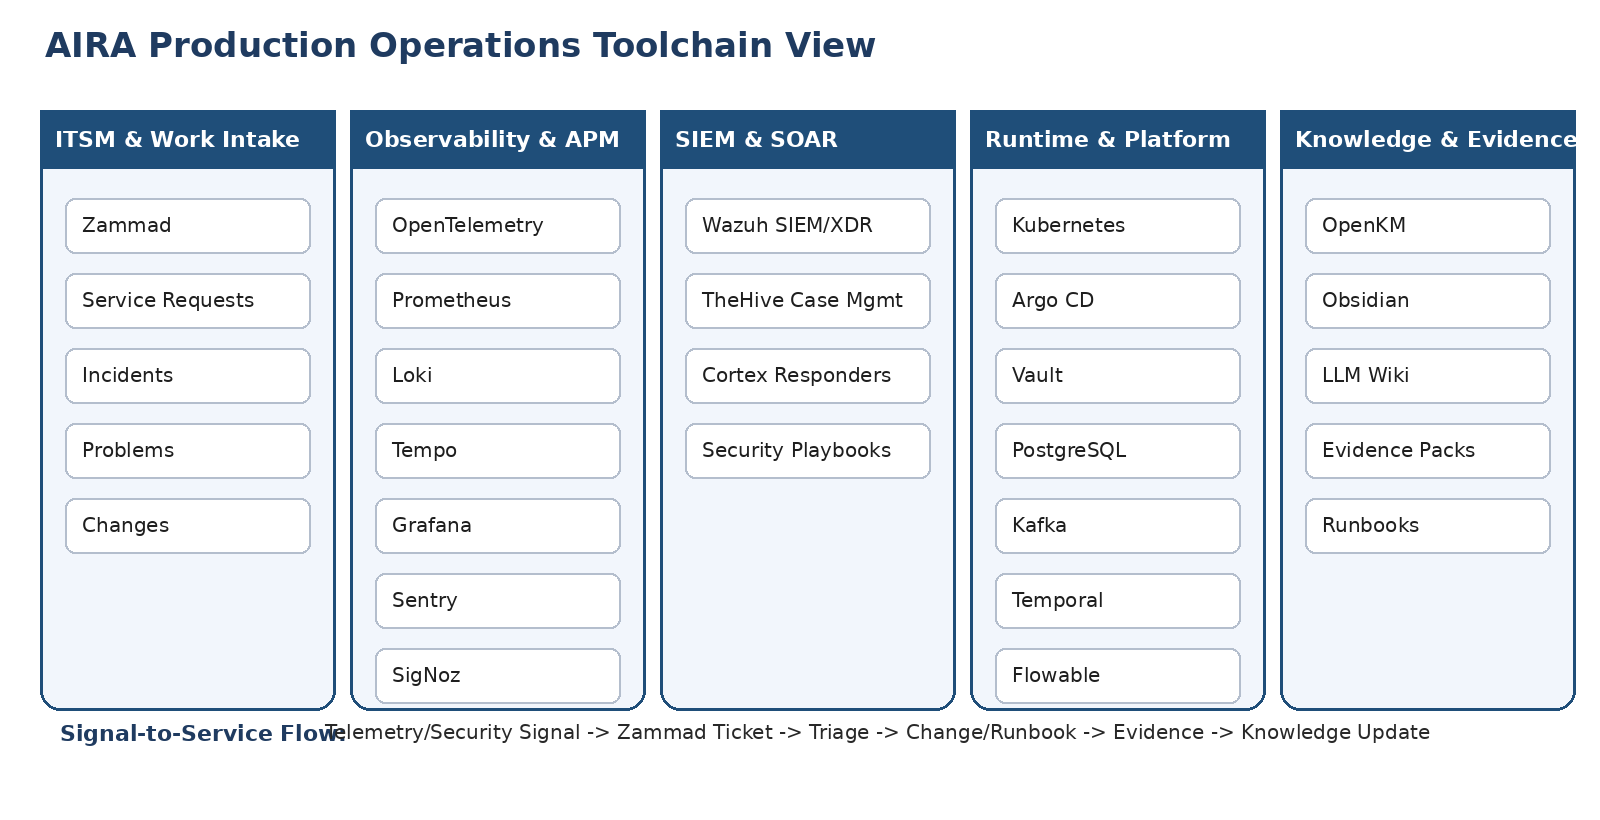 AIRA Production Operations Toolchain View
ITSM & Work Intake
Zammad
Service Requests
Incidents
Problems
Changes
Observability & APM
OpenTelemetry
Prometheus
Loki
Tempo
Grafana
Sentry
SigNoz
SIEM & SOAR
Wazuh SIEM/XDR
TheHive Case Mgmt
Cortex Responders
Security Playbooks
Runtime & Platform
Kubernetes
Argo CD
Vault
PostgreSQL
Kafka
Temporal
Flowable
Knowledge & Evidence
OpenKM
Obsidian
LLM Wiki
Evidence Packs
Runbooks
Signal-to-Service Flow: Telemetry/Security Signal -> Zammad Ticket -> Triage -> Change/Runbook -> Evidence -> Knowledge Update